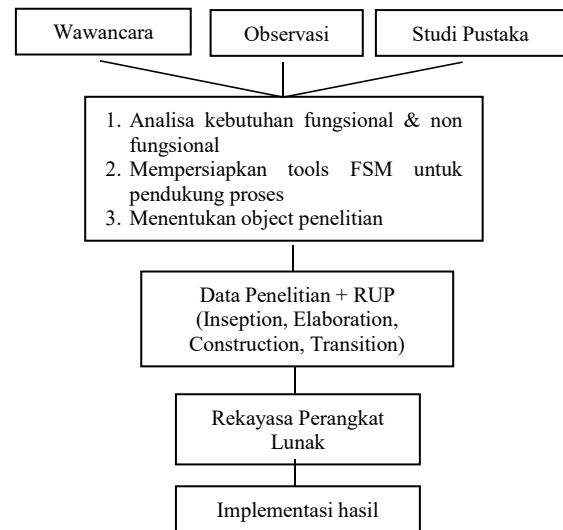 Wawancara
Observasi
Studi Pustaka
1. Analisa kebutuhan fungsional & non
fungsional
2. Mempersiapkan tools FSM untuk
pendukung proses
3. Menentukan object penelitian
Data Penelitian + RUP
(Inseption, Elaboration,
Construction, Transition)
Rekayasa Perangkat
Lunak
Implementasi hasil